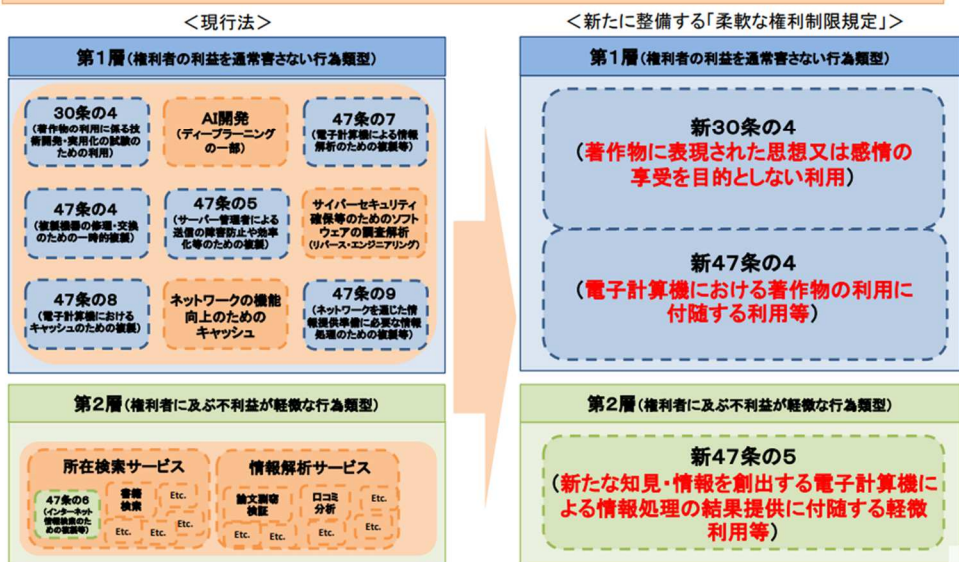 ＜現行法＞
第１層(権利者の利益を通常害さない行為類型)
30条の4
(著作物の利用に係る技
術開発・実用化の試験の
ための利用)
AI開発
(ディープラーニング
の一部)
47条の7
(電子計算機による情報
解析のための複製等)
47条の4
(複製機器の修理・交換
のための一時的複製)
47条の5
(サーバー管理者による
送信の障害防止や効率
化等のための複製)
サイバーセキュリティ
確保等のためのソフト
ウェアの調査解析
(リバース・エンジニアリング)
47条の8
(電子計算機における
キャッシュのための複製)
ネットワークの機能
向上のための
キャッシュ
47条の9
(ネットワークを通じた情
報提供準備に必要な情報
処理のための複製等)
第２層(権利者に及ぶ不利益が軽微な行為類型)
所在検索サービス
47条の6
(インターネット
情報検索のた
めの複製等)
書籍
検索
Etc.
Etc.
Etc.
Etc.
情報解析サービス
論文剽窃
検証
口コミ
分析
Etc.
Etc.
Etc.
Etc.
Etc.
＜新たに整備する「柔軟な権利制限規定」＞
第１層(権利者の利益を通常害さない行為類型)
新30条の4
(著作物に表現された思想又は感情の
享受を目的としない利用)
新47条の4
(電子計算機における著作物の利用に
付随する利用等)
第２層(権利者に及ぶ不利益が軽微な行為類型)
新47条の5
(新たな知見・情報を創出する電子計算機に
よる情報処理の結果提供に付随する軽微
利用等)